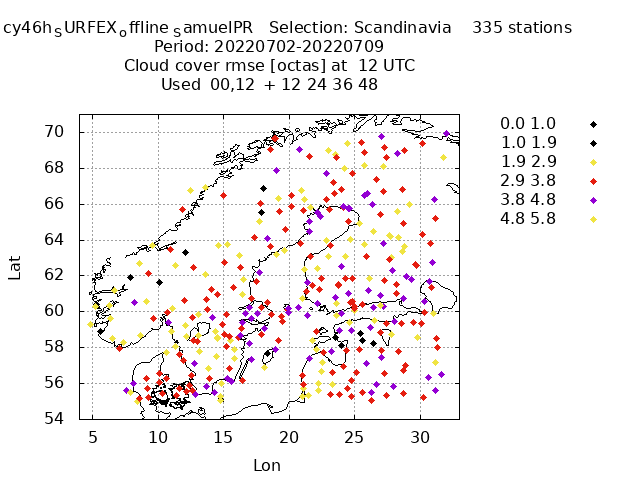 cy46h_SURFEX_offline_SamuelPR   Selection: Scandinavia    335 stations
Period: 20220702-20220709
Cloud cover rmse [octas] at  12 UTC
Used  00,12  + 12 24 36 48
0.0 1.0
1.0 1.9
1.9 2.9
2.9 3.8
3.8 4.8
4.8 5.8
70
68
66
64
62
60
58
56
54
Lat
5 10 15 20 25 30
Lon